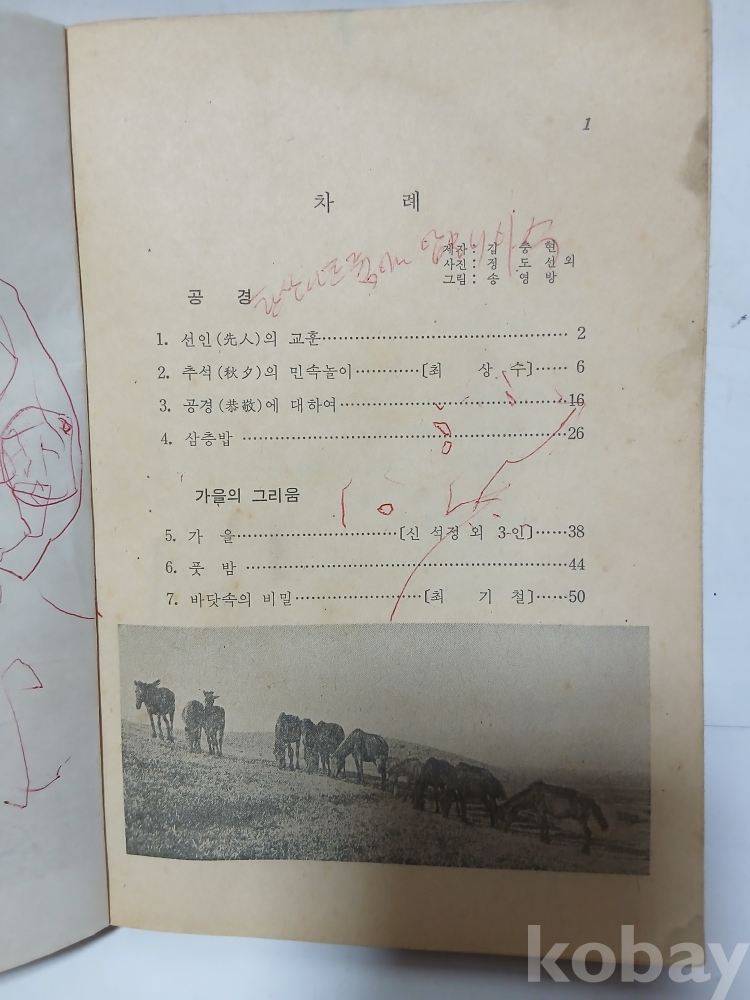 1
차 례
제작 : 김 충 현
사진 : 정 도 선 외
그림 : 송 영 방
공 경
1. 선인(先人)의 교훈 2
2. 추석(秋夕)의 민속놀이 〔최 상 수〕 6
3. 공경(恭敬)에 대하여 16
4. 삼층밥 26
가을의 그리움
5. 가 을 〔신 석정 외 3인〕 38
6. 풋 밤 44
7. 바닷속의 비밀 〔최 기 철〕 50
kobay